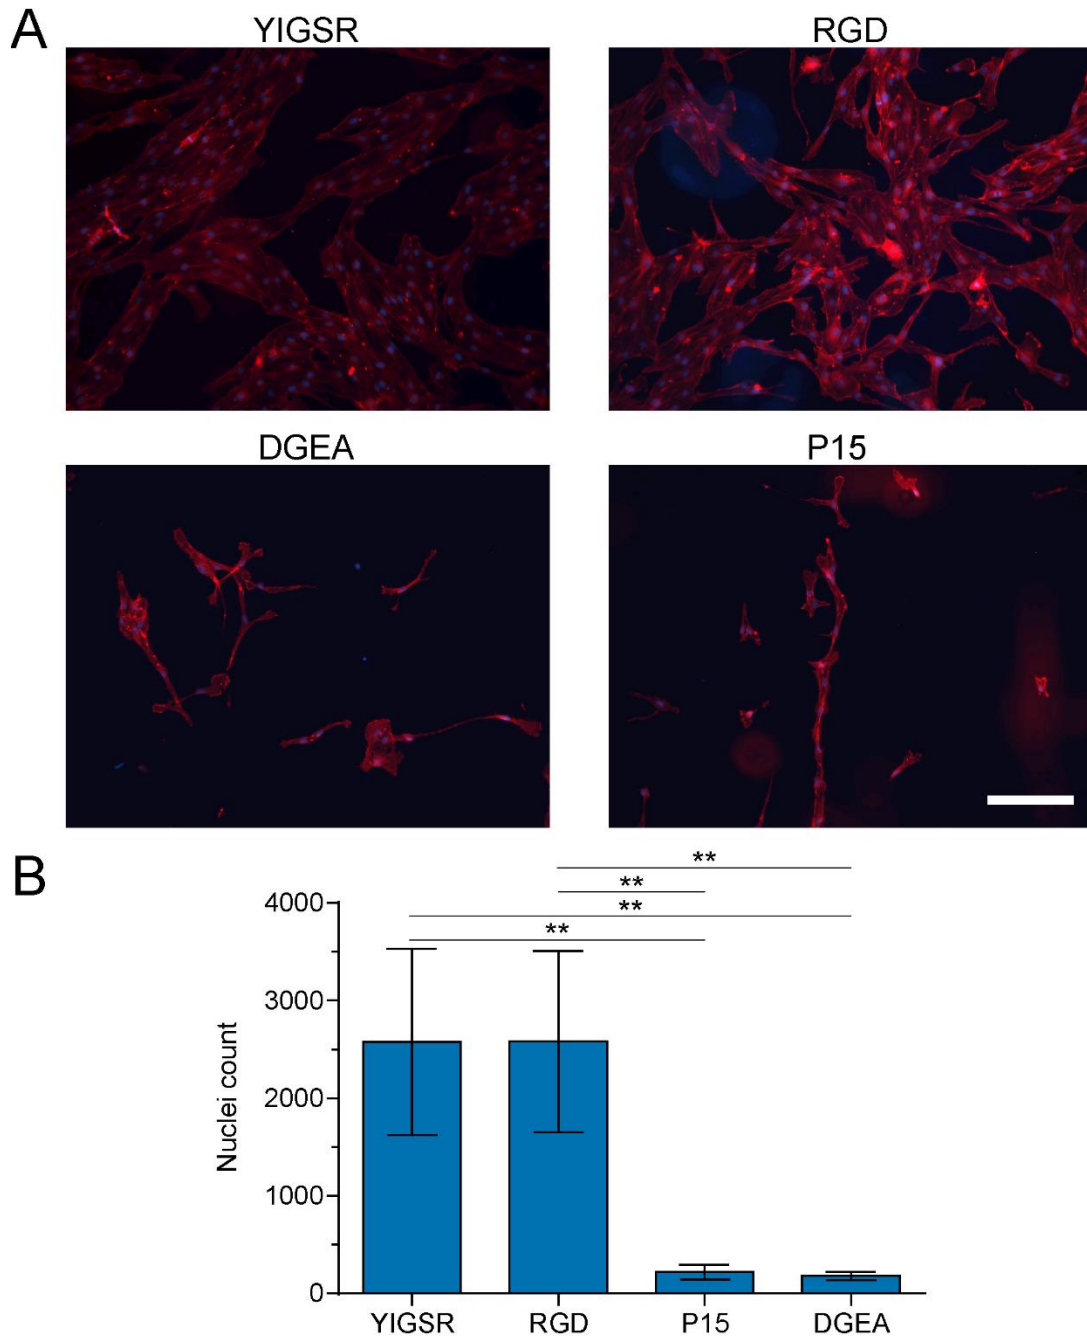 A
YIGSR
RGD
DGEA
P15
B
**
**
**
**
4000
3000
2000
1000
0
Nuclei count
YIGSR
RGD
P15
DGEA